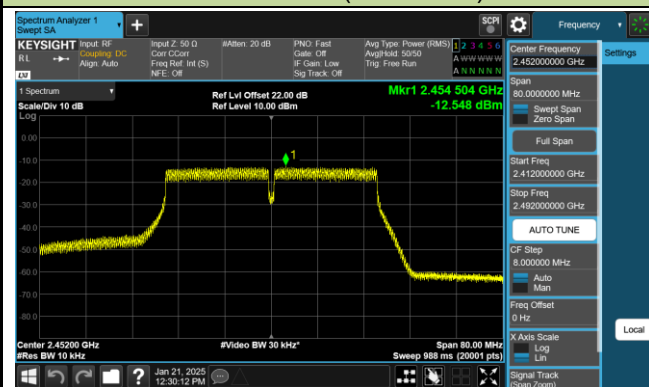 Spectrum Analyzer 1
Swept SA
SCPI
Frequency
KEYSIGHT
Input: RF
Input Z: 50 Ω
#Atten: 20 dB
PNO: Fast
Avg Type: Power (RMS)
1 2 3 4 5 6
RL
Coupling: DC
Corr CCorr
Gate: Off
Avg|Hold: 50/50
A WW WW W
Align: Auto
Freq Ref: Int (S)
IF Gain: Low
Trig: Free Run
LXI
NFE: Off
Sig Track: Off
A N N N N N
Center Frequency
2.452000000 GHz
Settings
1 Spectrum
Scale/Div 10 dB
Ref Lvl Offset 22.00 dB
Ref Level 10.00 dBm
Mkr1 2.454 504 GHz
-12.548 dBm
Log
Span
80.0000000 MHz
Swept Span
Zero Span
Full Span
Start Freq
2.412000000 GHz
Stop Freq
2.492000000 GHz
AUTO TUNE
CF Step
8.000000 MHz
Auto
Man
Freq Offset
0 Hz
X Axis Scale
Log
Lin
Local
Signal Track
(Span Zoom)
0.00
-10.0
1
-20.0
-30.0
-40.0
-50.0
-60.0
-70.0
-80.0
Center 2.45200 GHz
#Res BW 10 kHz
#Video BW 30 kHz*
Span 80.00 MHz
Sweep 988 ms (20001 pts)
?
Jan 21, 2025
12:30:12 PM